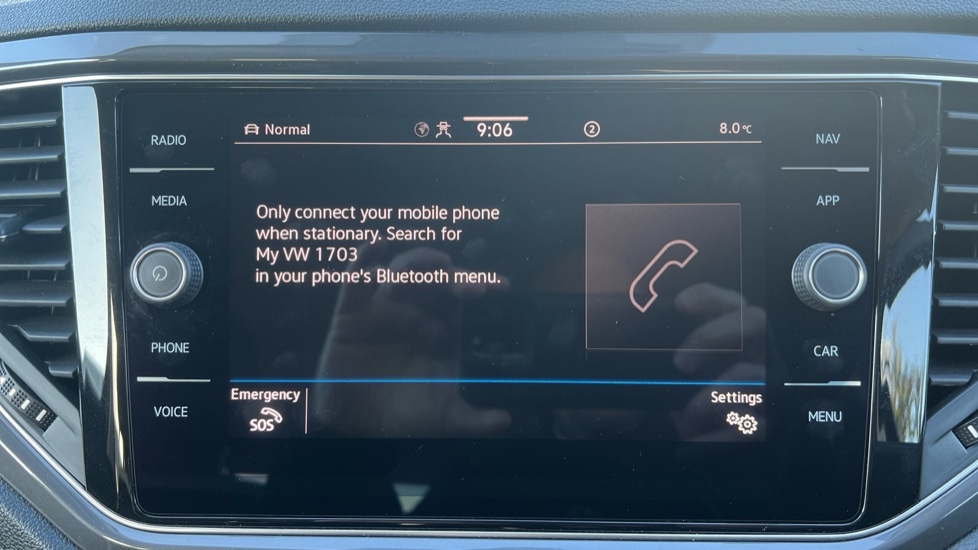 RADIO
MEDIA
PHONE
VOICE
Normal
9:06
2
8.0 °C
Only connect your mobile phone
when stationary. Search for
My VW 1703
in your phone's Bluetooth menu.
Emergency
SOS
Settings
NAV
APP
CAR
MENU